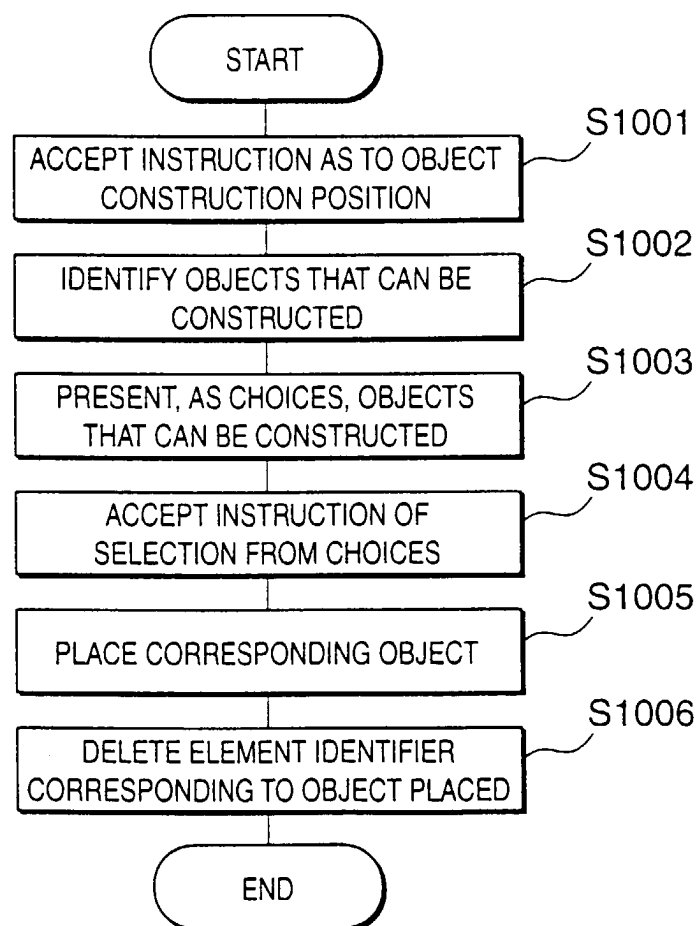 START
S1001
ACCEPT INSTRUCTION AS TO OBJECT
CONSTRUCTION POSITION
S1002
IDENTIFY OBJECTS THAT CAN BE
CONSTRUCTED
S1003
PRESENT, AS CHOICES, OBJECTS
THAT CAN BE CONSTRUCTED
S1004
ACCEPT INSTRUCTION OF
SELECTION FROM CHOICES
S1005
PLACE CORRESPONDING OBJECT
S1006
DELETE ELEMENT IDENTIFIER
CORRESPONDING TO OBJECT PLACED
END